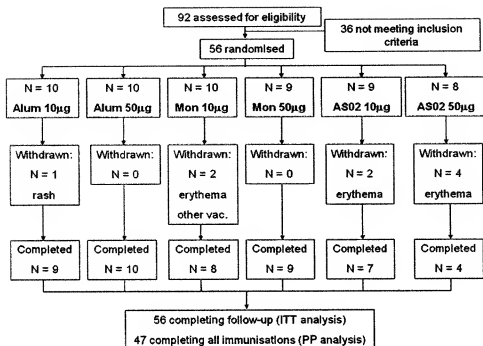 92 assessed for eligibility
36 not meeting inclusion
criteria
56 randomised
N = 10
Alum 10µg
N = 10
Alum 50µg
N = 10
Mon 10µg
N = 9
Mon 50µg
N = 9
AS02 10µg
N = 8
AS02 50µg
Withdrawn:
N = 1
rash
Withdrawn:
N = 0
Withdrawn:
N = 2
erythema
other vac.
Withdrawn:
N = 0
Withdrawn:
N = 2
erythema
Withdrawn:
N = 4
erythema
Completed
N = 9
Completed
N = 10
Completed
N = 8
Completed
N = 9
Completed
N = 7
Completed
N = 4
56 completing follow-up (ITT analysis)
47 completing all immunisations (PP analysis)